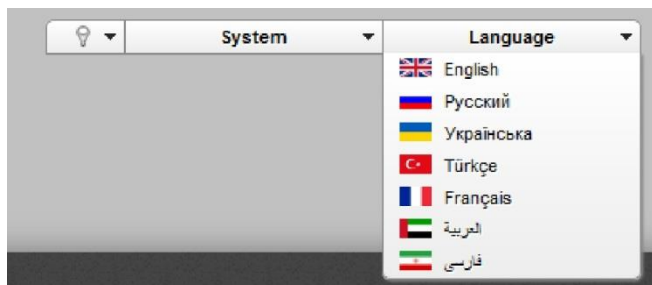 System
Language
English
Русский
Українська
Türkçe
Français
العربية
فارسی